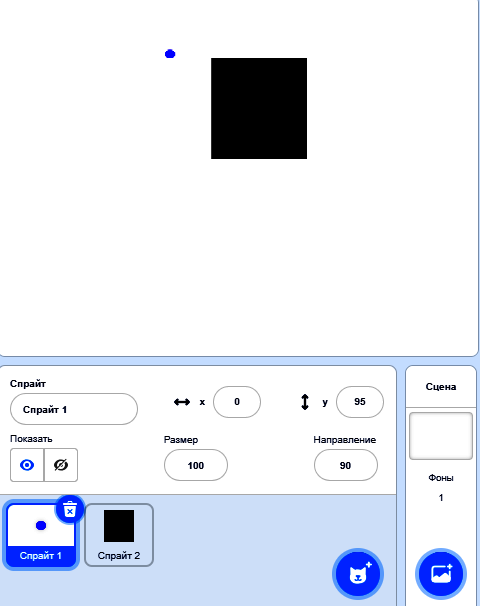 Спрайт
Сцена
Спрайт 1
x
0
y
95
Показать
Размер
Направление
100
90
Фоны
1
Спрайт 1
Спрайт 2